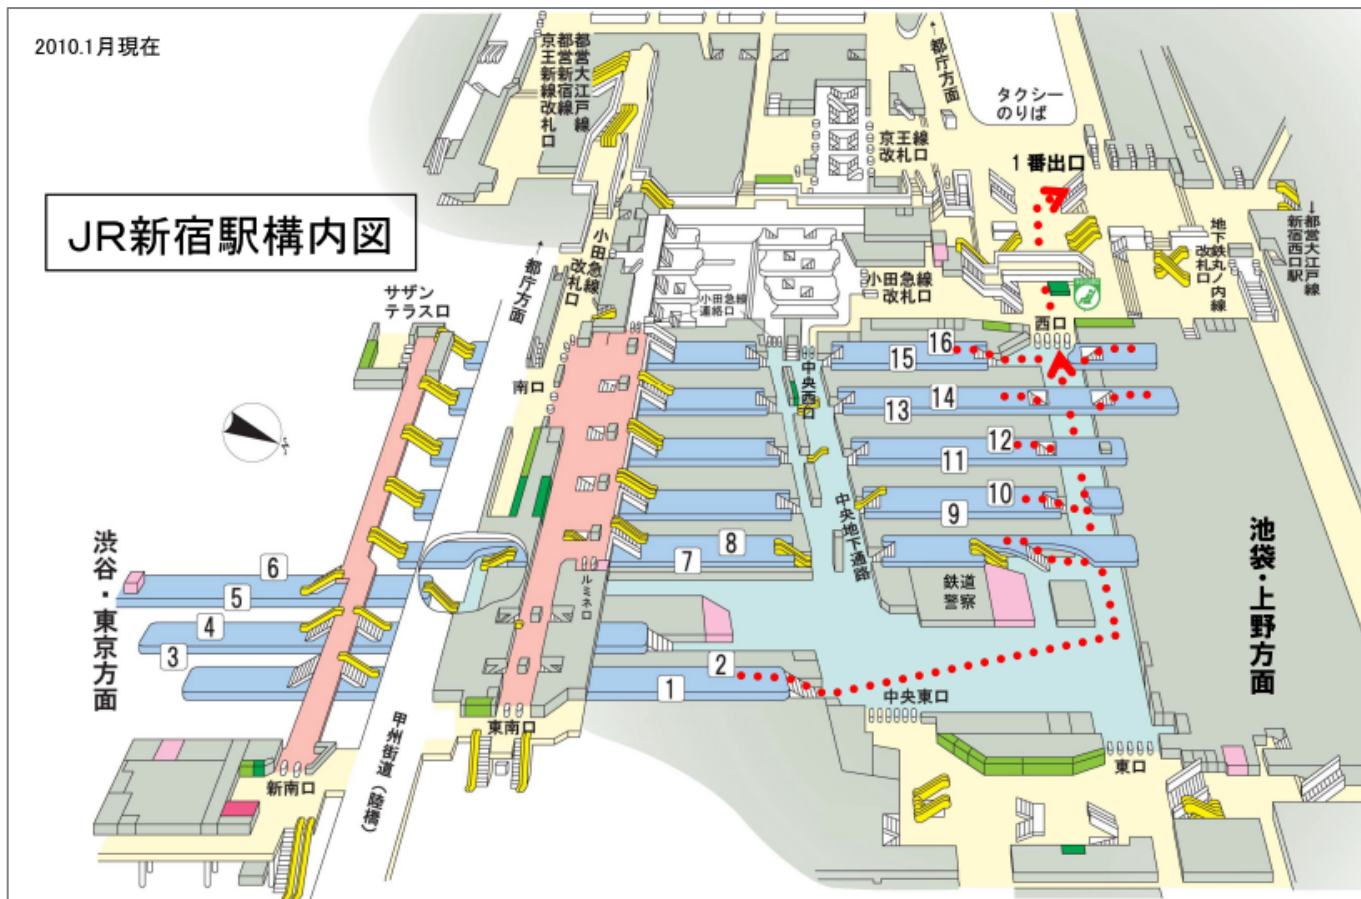 2010.1月現在
JR新宿駅構内図
都営大江戸線
都営新宿線
京王新線改札口
←都庁方面
タクシー
のりば
京王線
改札口
1番出口
←都庁方面
小田急線
改札口
サザン
テラス口
南口
小田急線
連絡口
中央西口
小田急線
改札口
西口
地下鉄丸ノ内線
改札口
←都営大江戸線
新宿西口駅
16
15
14
13
12
11
10
9
8
7
6
5
4
3
2
1
中央地下通路
鉄道
警察
ルミネ口
渋谷・東京方面
池袋・上野方面
甲州街道(陸橋)
新南口
東南口
中央東口
東口